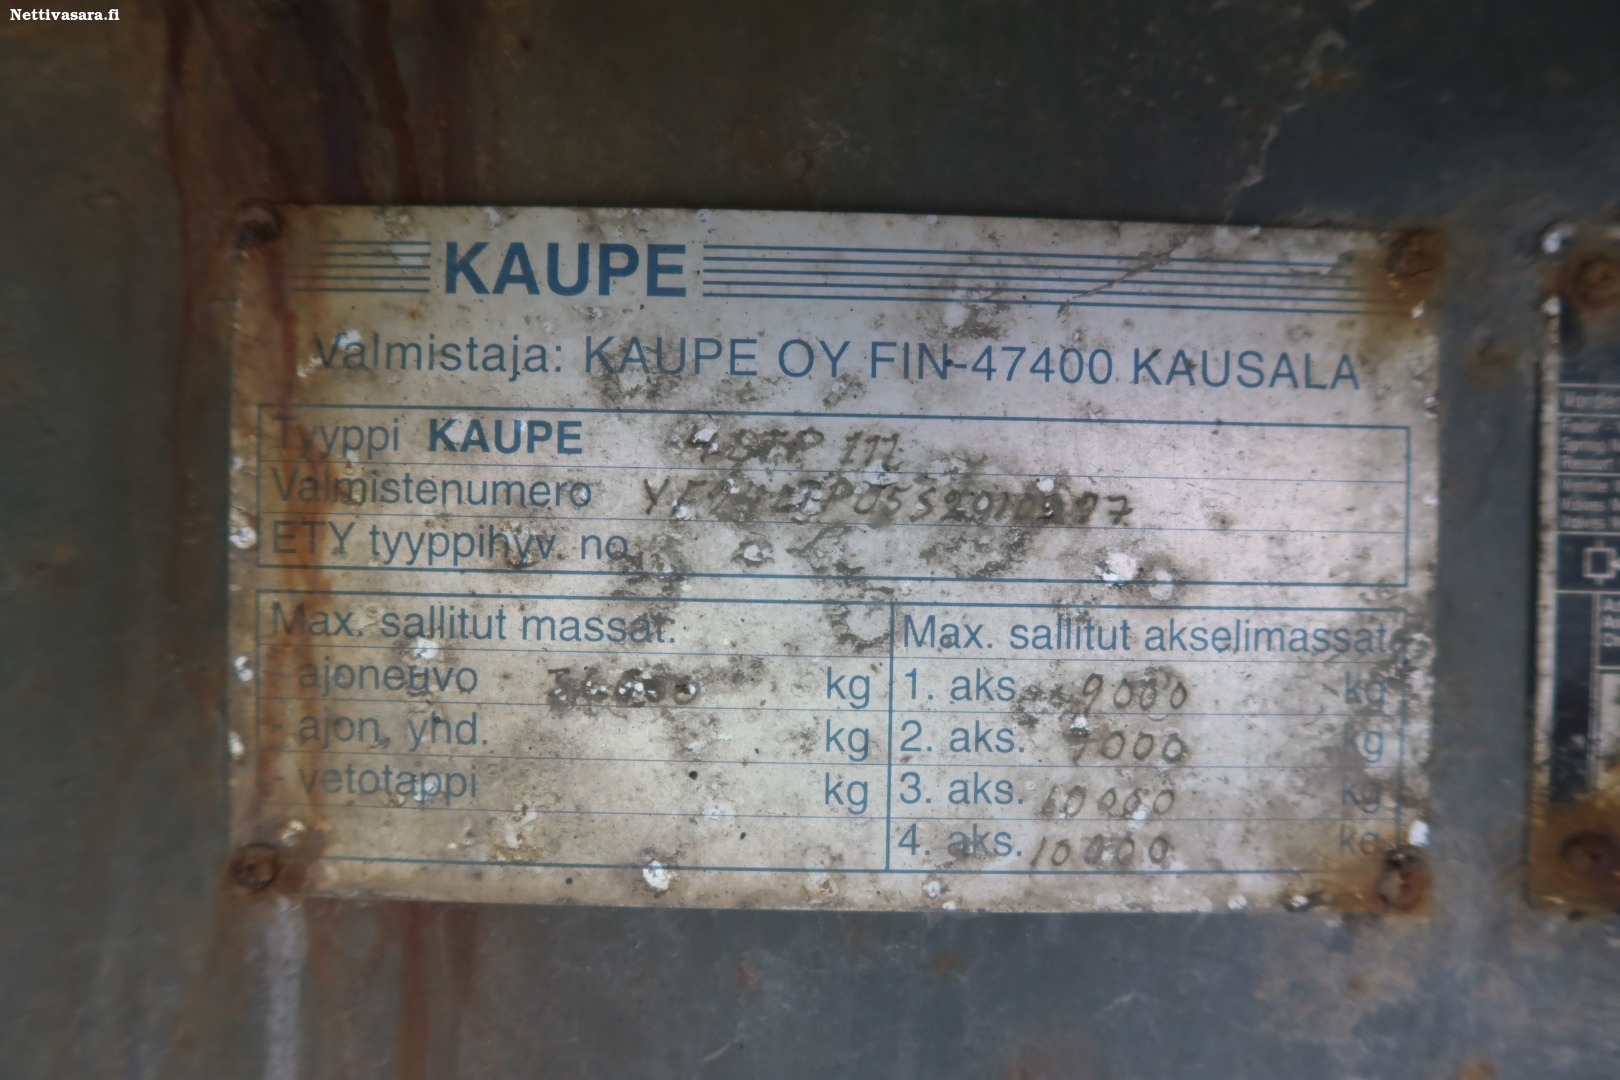 Nettivasara.fi
KAUPE
Valmistaja: KAUPE OY FIN-47400 KAUSALA
Tyyppi KAUPE 111
Valmistenumero
ETY tyyppihyv. no
Max. sallitut massat:
- ajoneuvo kg
- ajon. yhd. kg
- vetotappi kg
Max. sallitut akselimassat
1. aks. 9000 kg
2. aks. 9000 kg
3. aks. 10000 kg
4. aks. 10000 kg